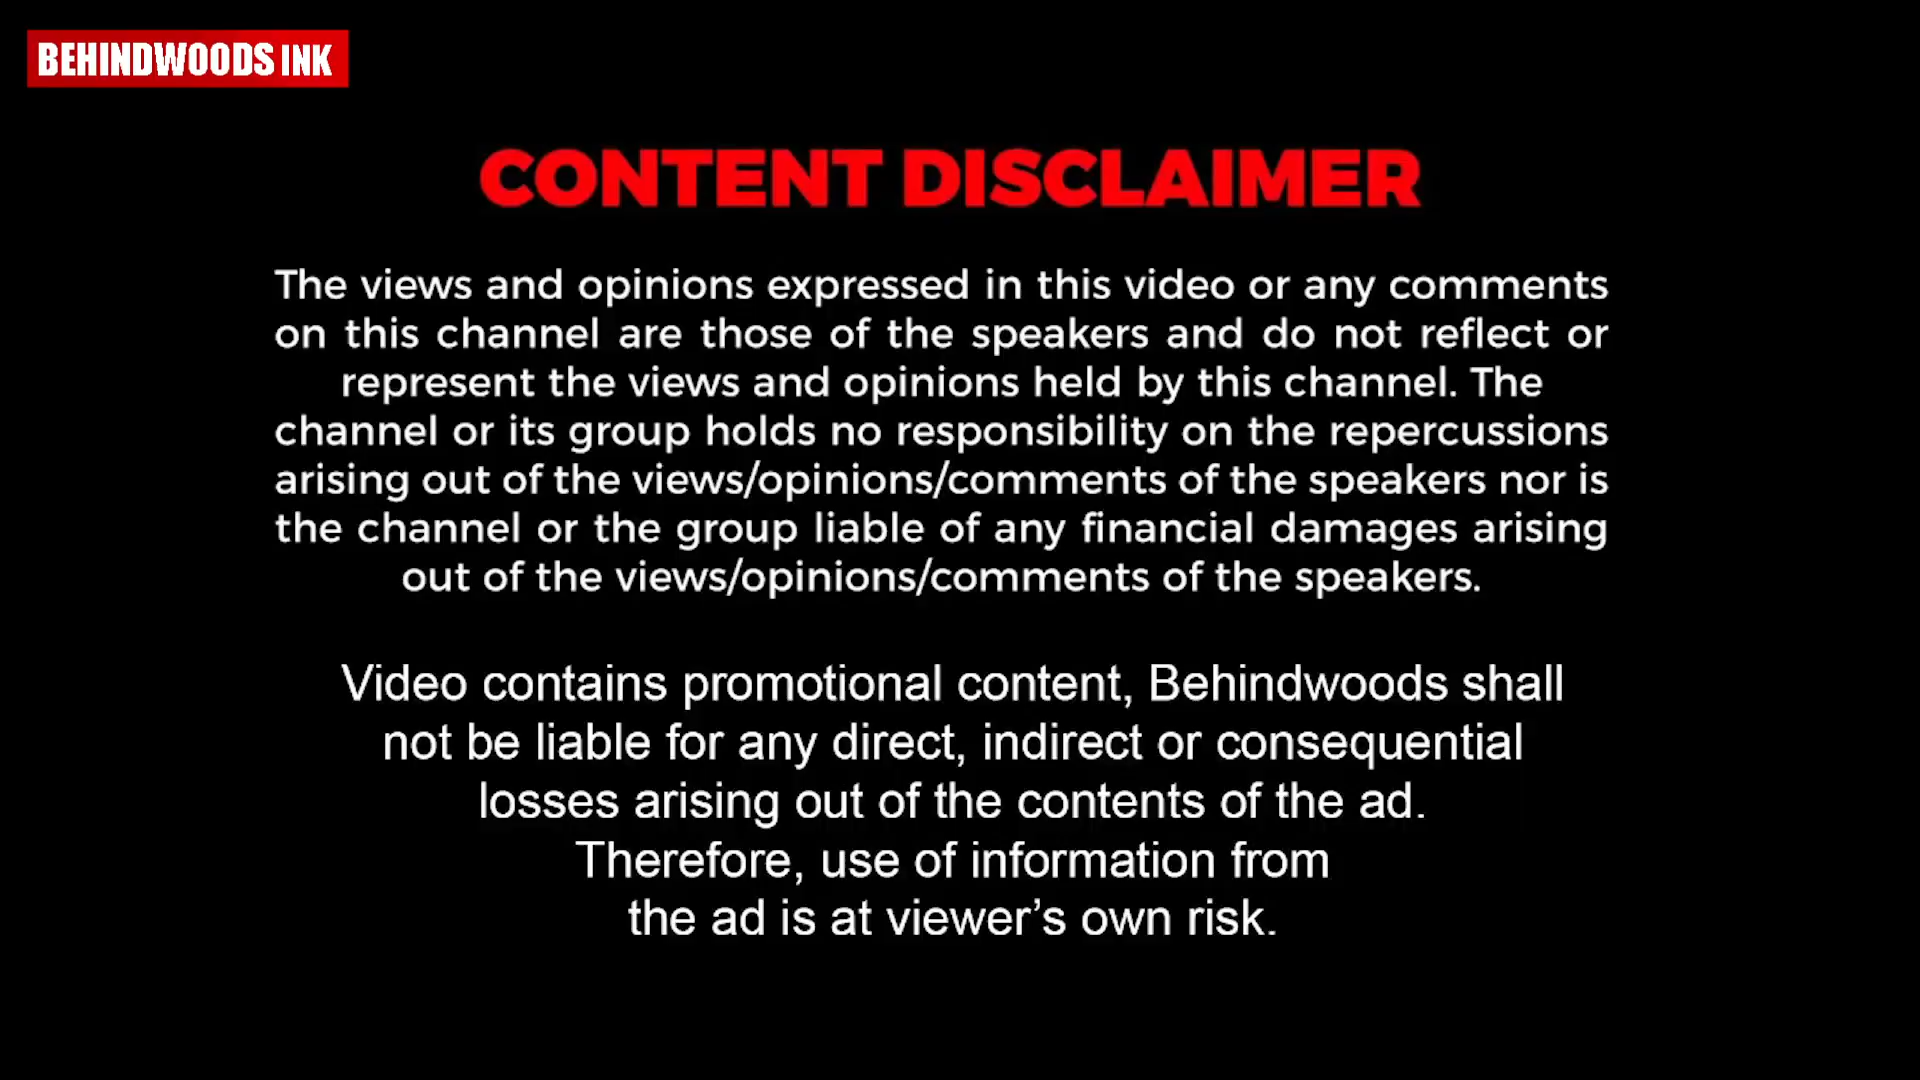 BEHINDWOODS INK
CONTENT DISCLAIMER
The views and opinions expressed in this video or any comments
on this channel are those of the speakers and do not reflect or
represent the views and opinions held by this channel. The
channel or its group holds no responsibility on the repercussions
arising out of the views/opinions/comments of the speakers nor is
the channel or the group liable of any financial damages arising
out of the views/opinions/comments of the speakers.
Video contains promotional content, Behindwoods shall
not be liable for any direct, indirect or consequential
losses arising out of the contents of the ad.
Therefore, use of information from
the ad is at viewer’s own risk.